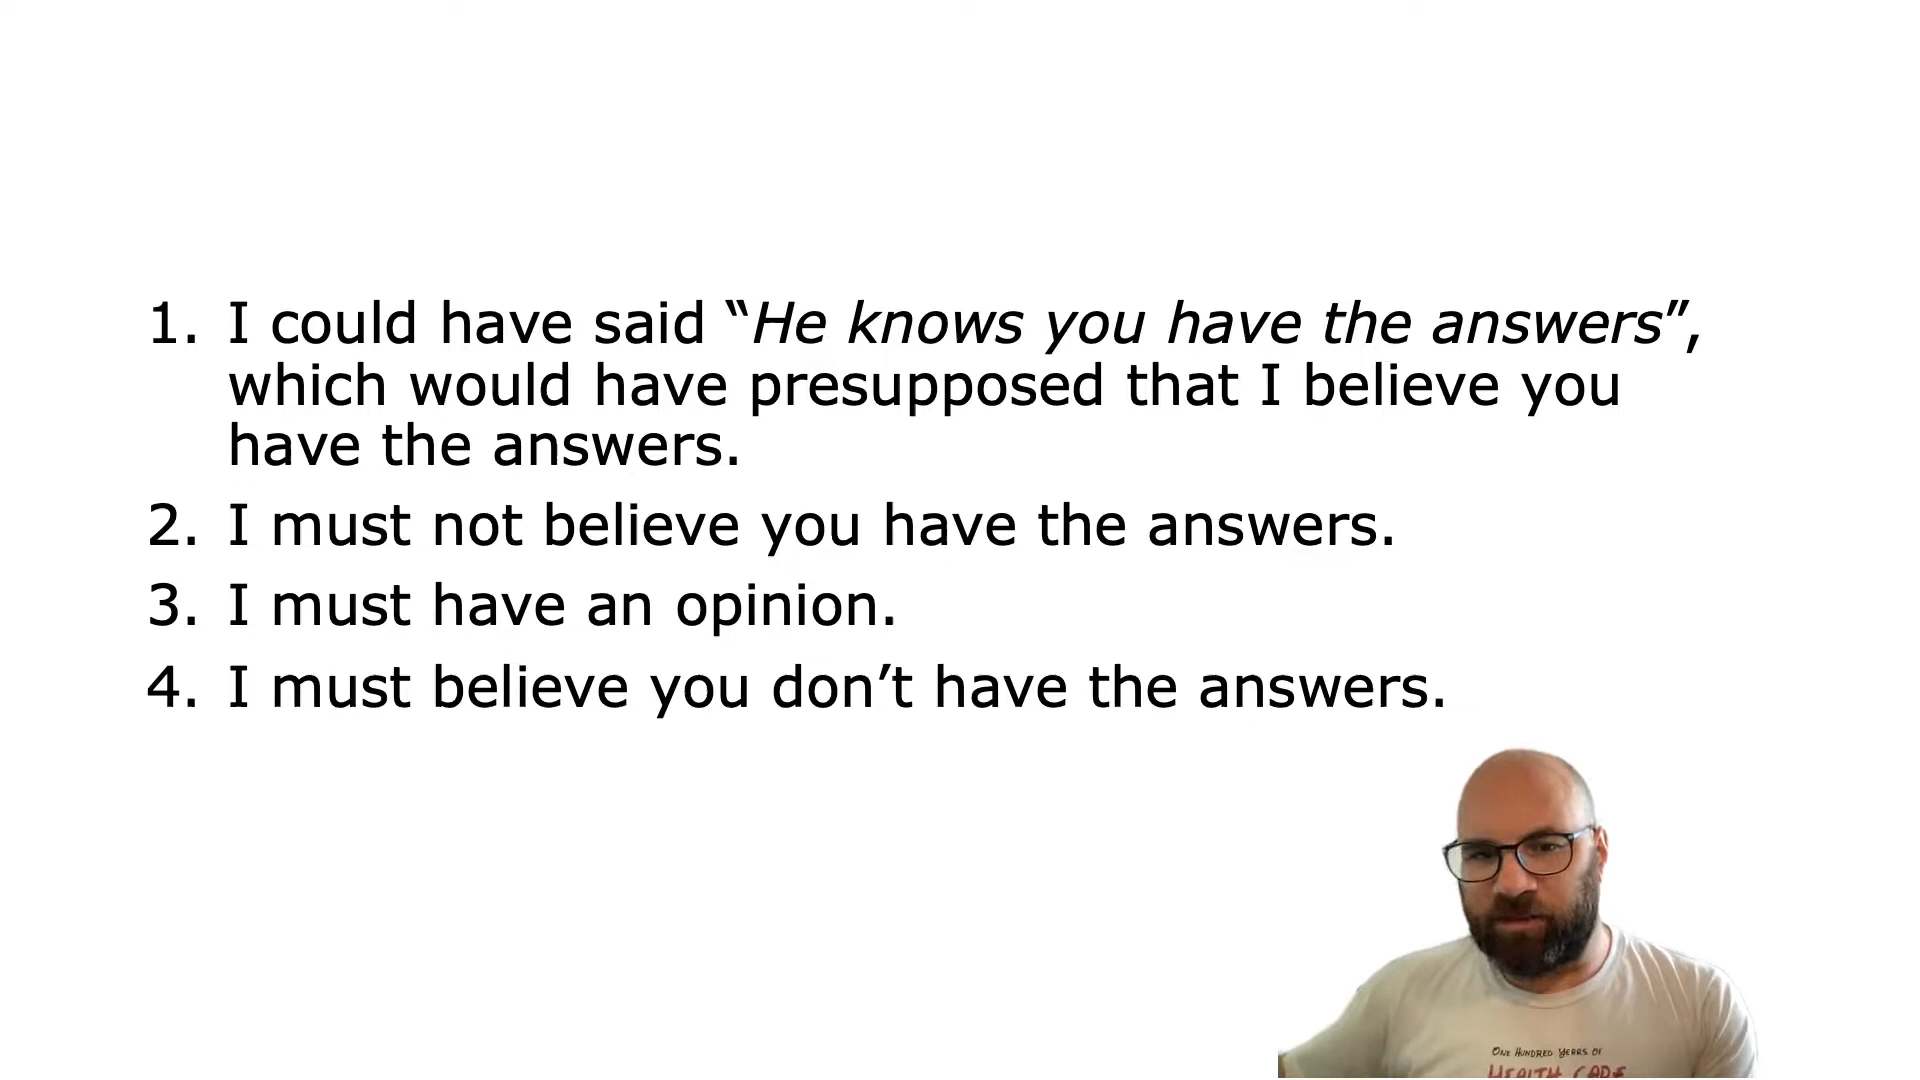 1. I could have said “He knows you have the answers”,
which would have presupposed that I believe you
have the answers.
2. I must not believe you have the answers.
3. I must have an opinion.
4. I must believe you don’t have the answers.
ONE HUNDRED YEARS OF
HEALTH CARE